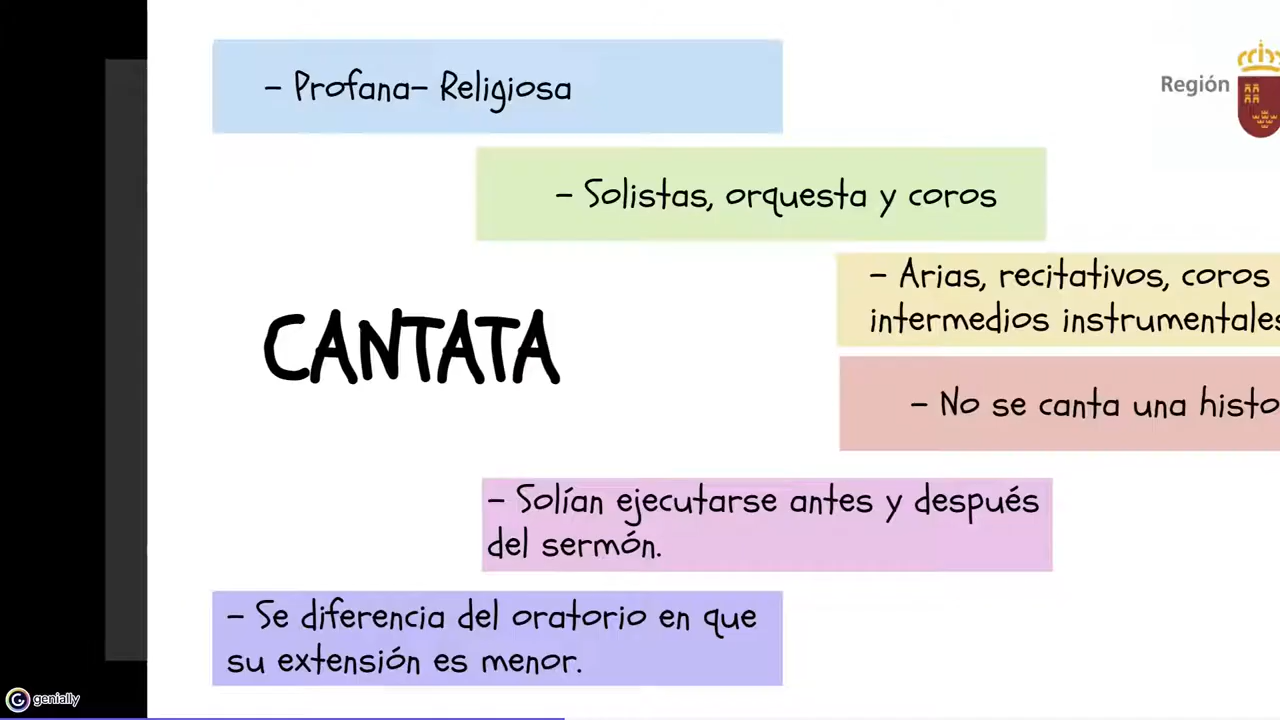 - Profana- Religiosa
Región
- Solistas, orquesta y coros
- Arias, recitativos, coros
intermedios instrumentales
CANTATA
- No se canta una histo
- Solían ejecutarse antes y después
del sermón.
- Se diferencia del oratorio en que
su extensión es menor.
genially